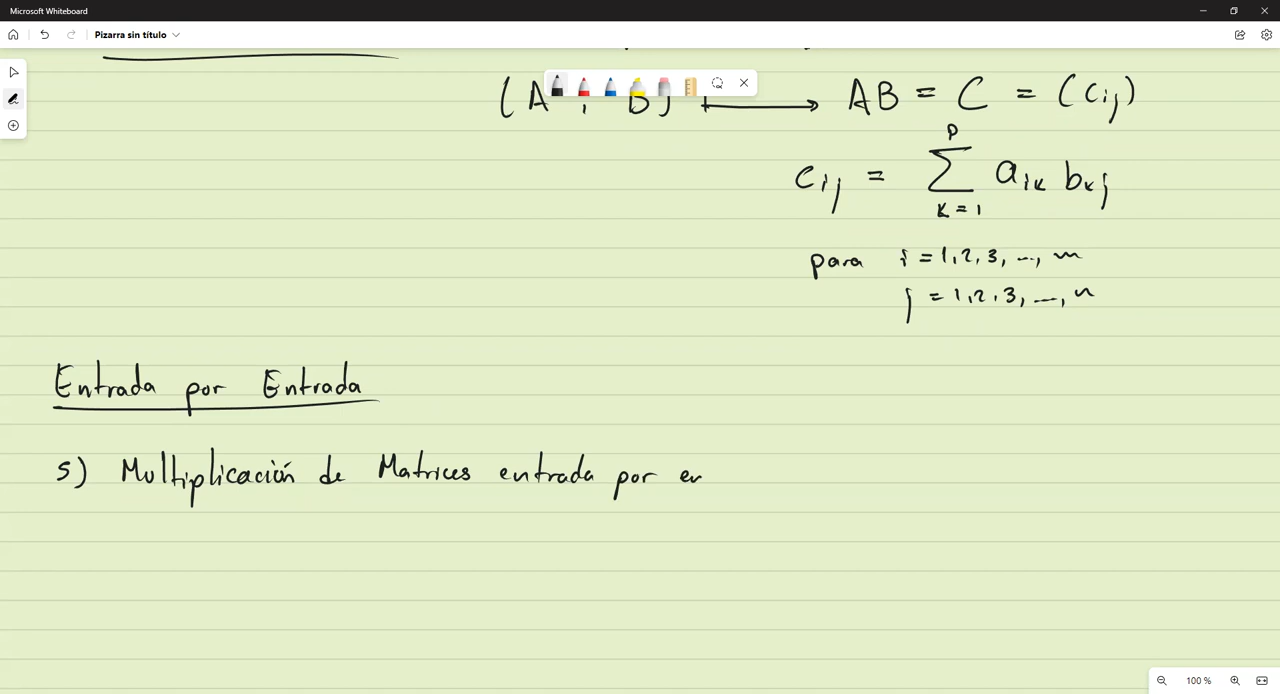 Microsoft Whiteboard
Pizarra sin título
(A , B) ⟼ AB = C = (cij)
p
cij = ∑ aik bkj
k = 1
para i = 1, 2, 3, ..., m
j = 1, 2, 3, ..., n
Entrada por Entrada
5) Multiplicación de Matrices entrada por en
100 %